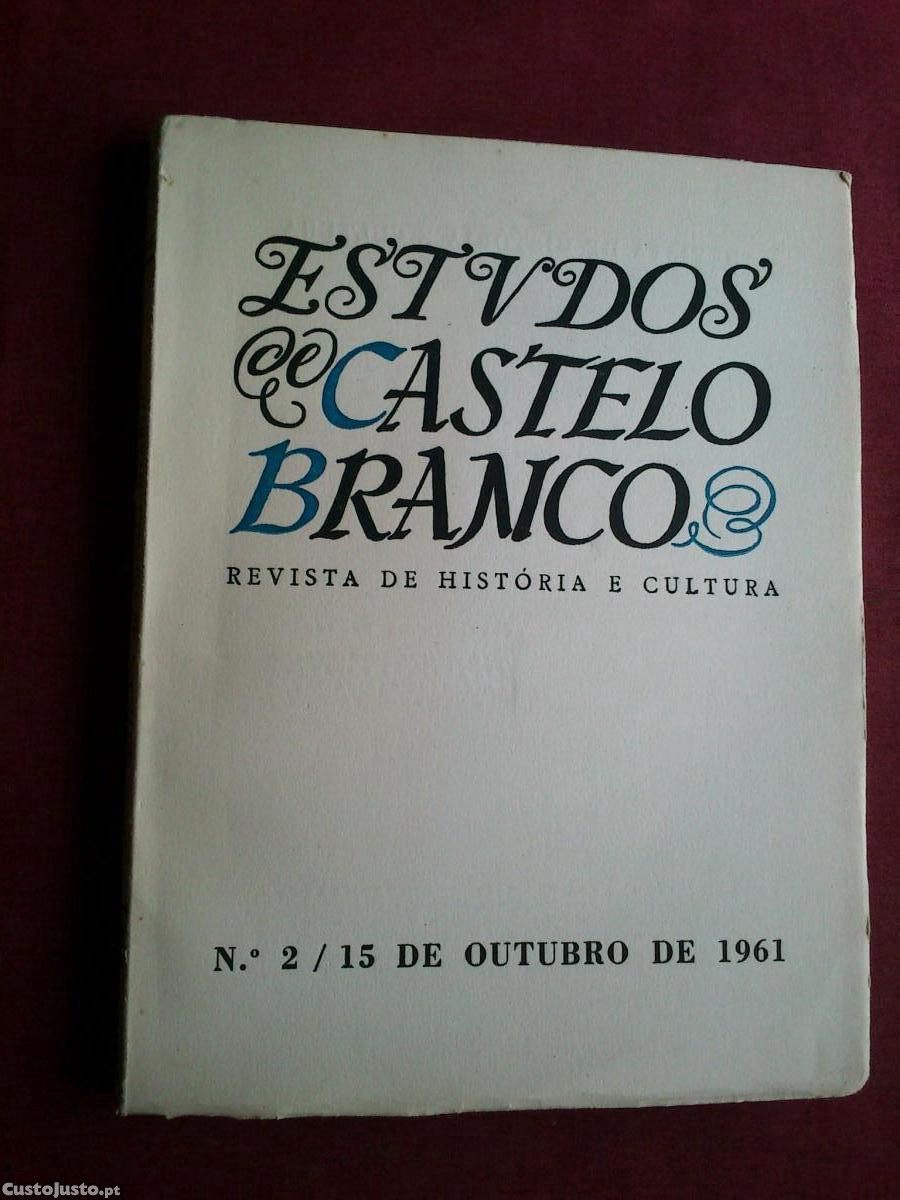 ESTVDOS
de CASTELO
BRANCO
REVISTA DE HISTÓRIA E CULTURA
N.º 2 / 15 DE OUTUBRO DE 1961
CustoJusto.pt